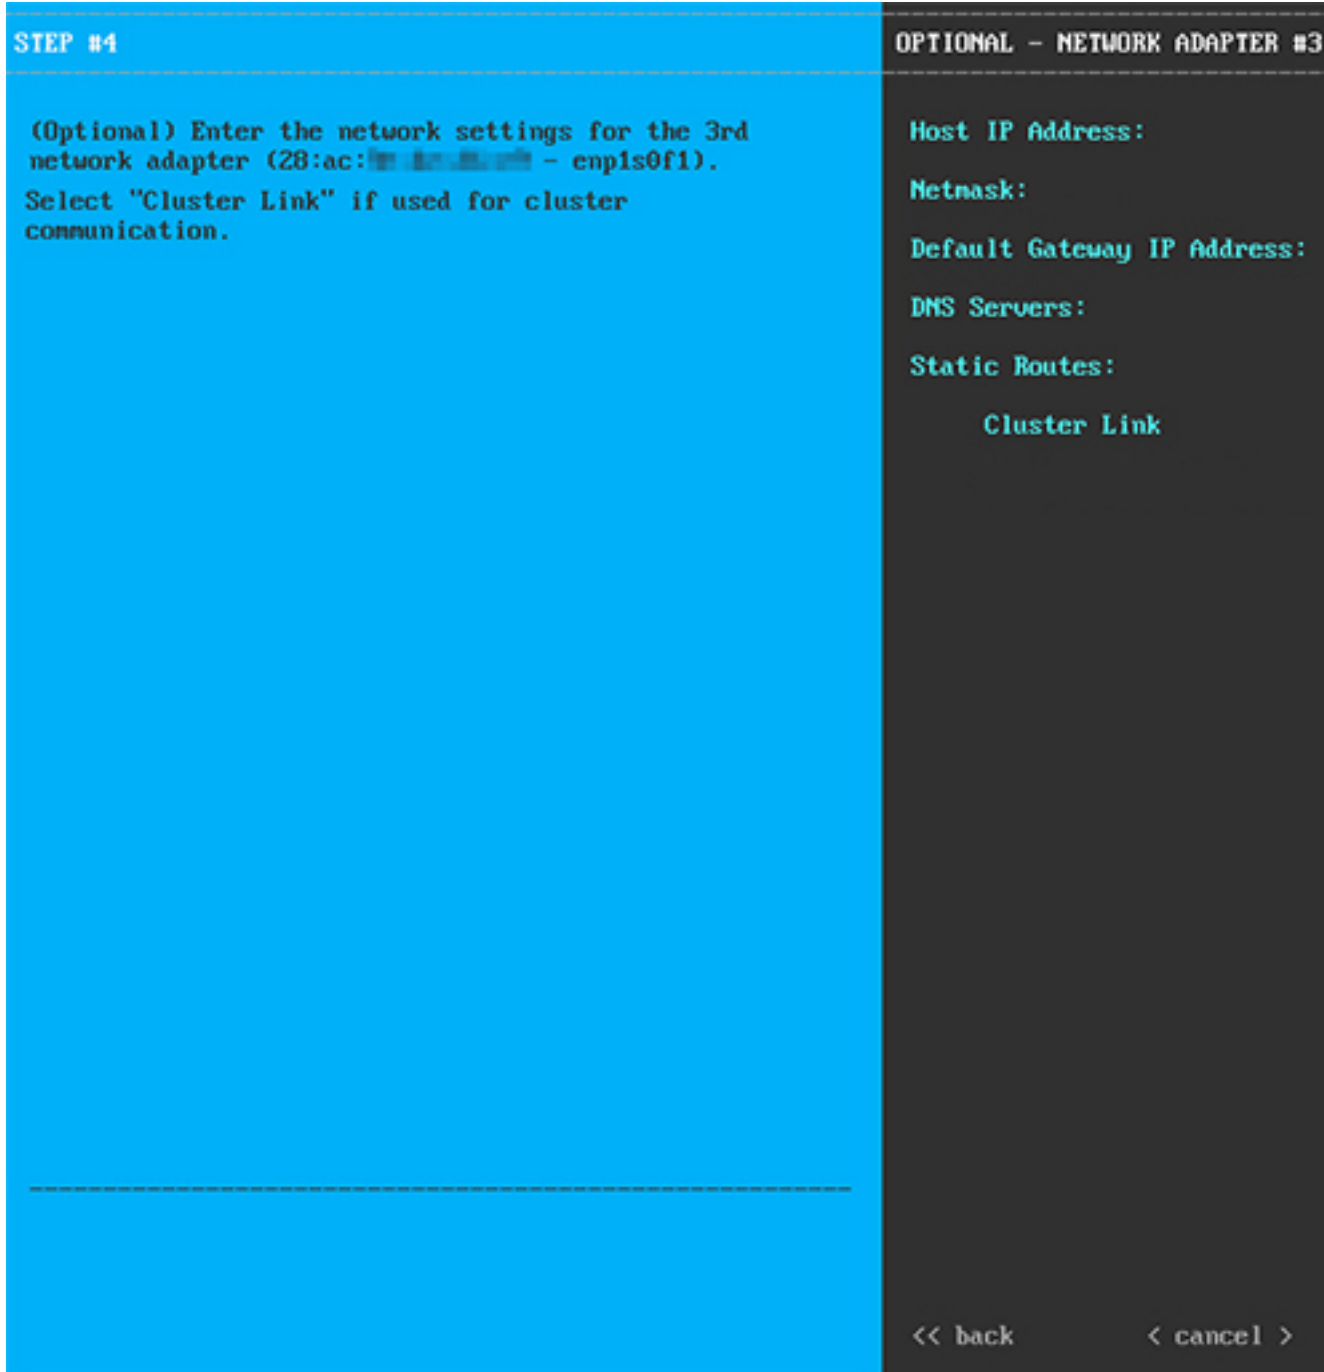 STEP #4
(Optional) Enter the network settings for the 3rd
network adapter (28:ac: - enp1s0f1).
Select "Cluster Link" if used for cluster
communication.
OPTIONAL - NETWORK ADAPTER #3
Host IP Address:
Netmask:
Default Gateway IP Address:
DNS Servers:
Static Routes:
Cluster Link
<< back < cancel >